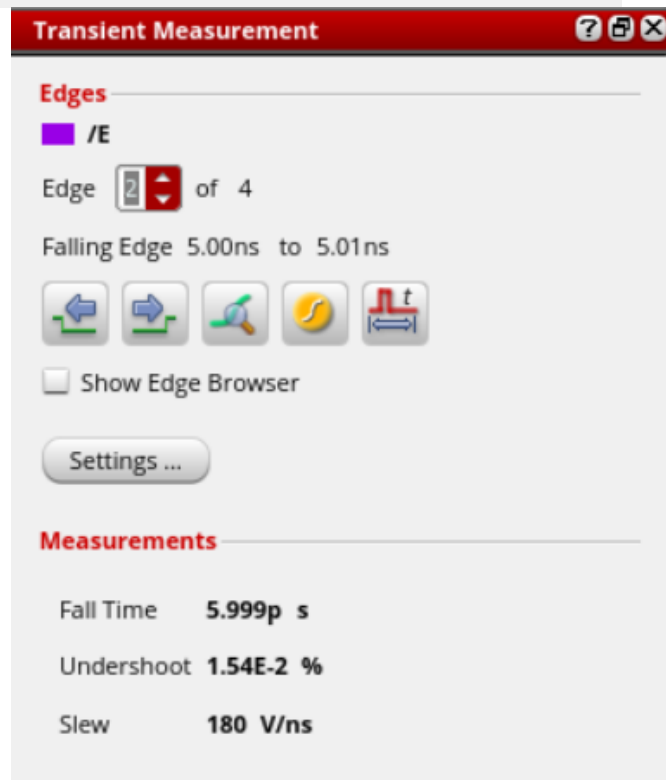 Transient Measurement
Edges
/E
Edge 2 of 4
Falling Edge 5.00ns to 5.01ns
t
Show Edge Browser
Settings ...
Measurements
Fall Time 5.999p s
Undershoot 1.54E-2 %
Slew 180 V/ns